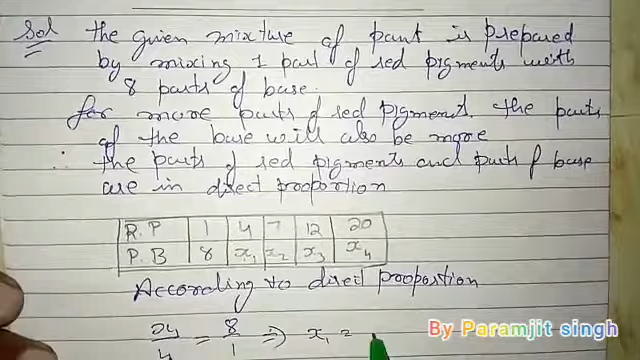 Sol the given mixture of paint is prepared
by mixing 1 part of red pigments with
8 parts of base.
for more parts of red pigment the parts
of the base will also be more
∴ the parts of red pigments and parts of base
are in direct proportion
R.P 1 4 7 12 20
P.B 8 x₁ x₂ x₃ x₄
According to direct proportion
x₁/4 = 8/1 ⇒ x₁ =
By Paramjit singh